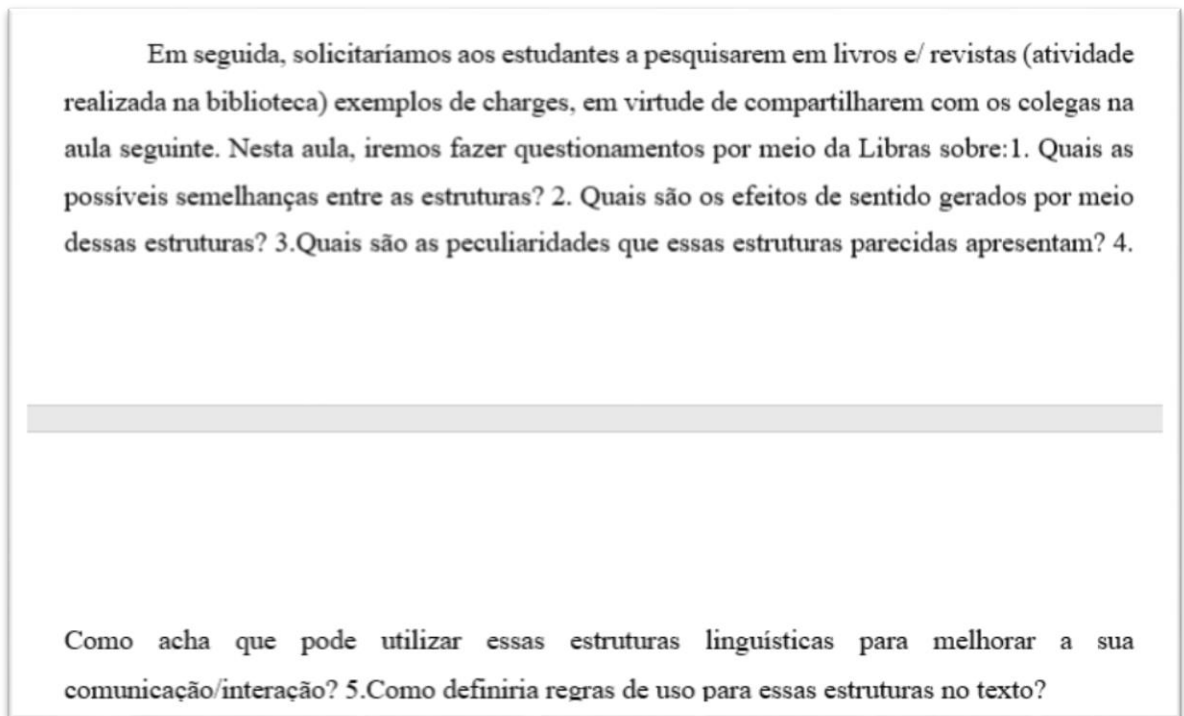 Em seguida, solicitaríamos aos estudantes a pesquisarem em livros e/ revistas (atividade
realizada na biblioteca) exemplos de charges, em virtude de compartilharem com os colegas na
aula seguinte. Nesta aula, iremos fazer questionamentos por meio da Libras sobre:1. Quais as
possíveis semelhanças entre as estruturas? 2. Quais são os efeitos de sentido gerados por meio
dessas estruturas? 3.Quais são as peculiaridades que essas estruturas parecidas apresentam? 4.
Como acha que pode utilizar essas estruturas linguísticas para melhorar a sua
comunicação/interação? 5.Como definiria regras de uso para essas estruturas no texto?